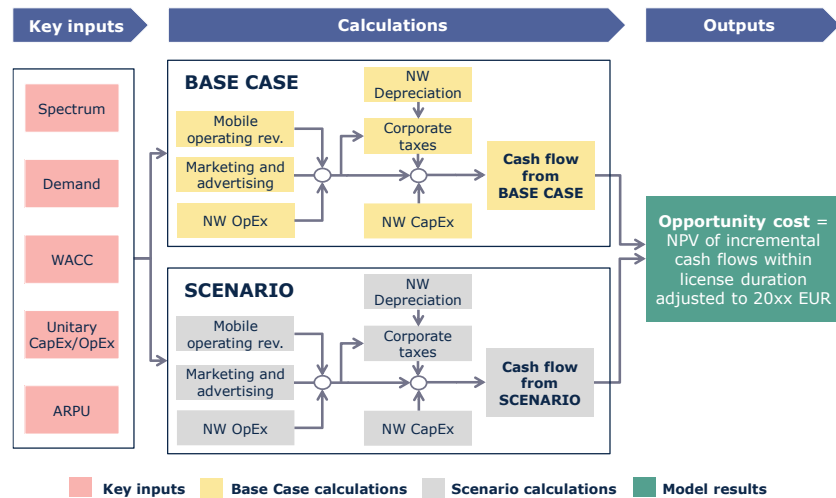 Key inputs
Calculations
Outputs
Spectrum
Demand
WACC
Unitary
CapEx/OpEx
ARPU
BASE CASE
NW
Depreciation
Mobile
operating rev.
Corporate
taxes
Marketing and
advertising
NW OpEx
NW CapEx
Cash flow
from
BASE CASE
SCENARIO
NW
Depreciation
Mobile
operating rev.
Corporate
taxes
Marketing and
advertising
NW OpEx
NW CapEx
Cash flow
from
SCENARIO
Opportunity cost =
NPV of incremental
cash flows within
license duration
adjusted to 20xx EUR
Key inputs
Base Case calculations
Scenario calculations
Model results